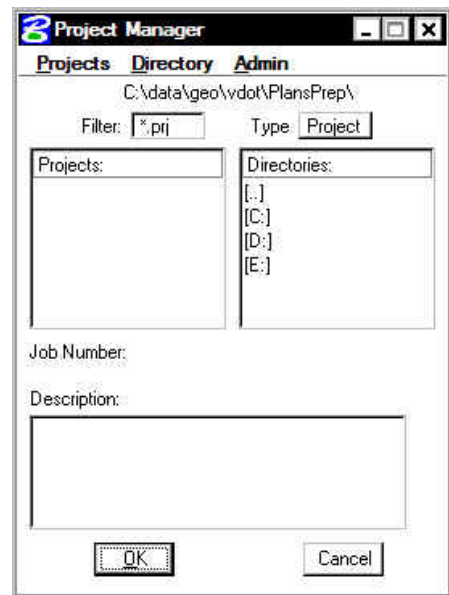 Project Manager
Projects Directory Admin
C:\data\geo\vdot\PlansPrep\
Filter: *.prj Type Project
Projects: Directories:
[..]
[C:]
[D:]
[E:]
Job Number:
Description:
OK Cancel